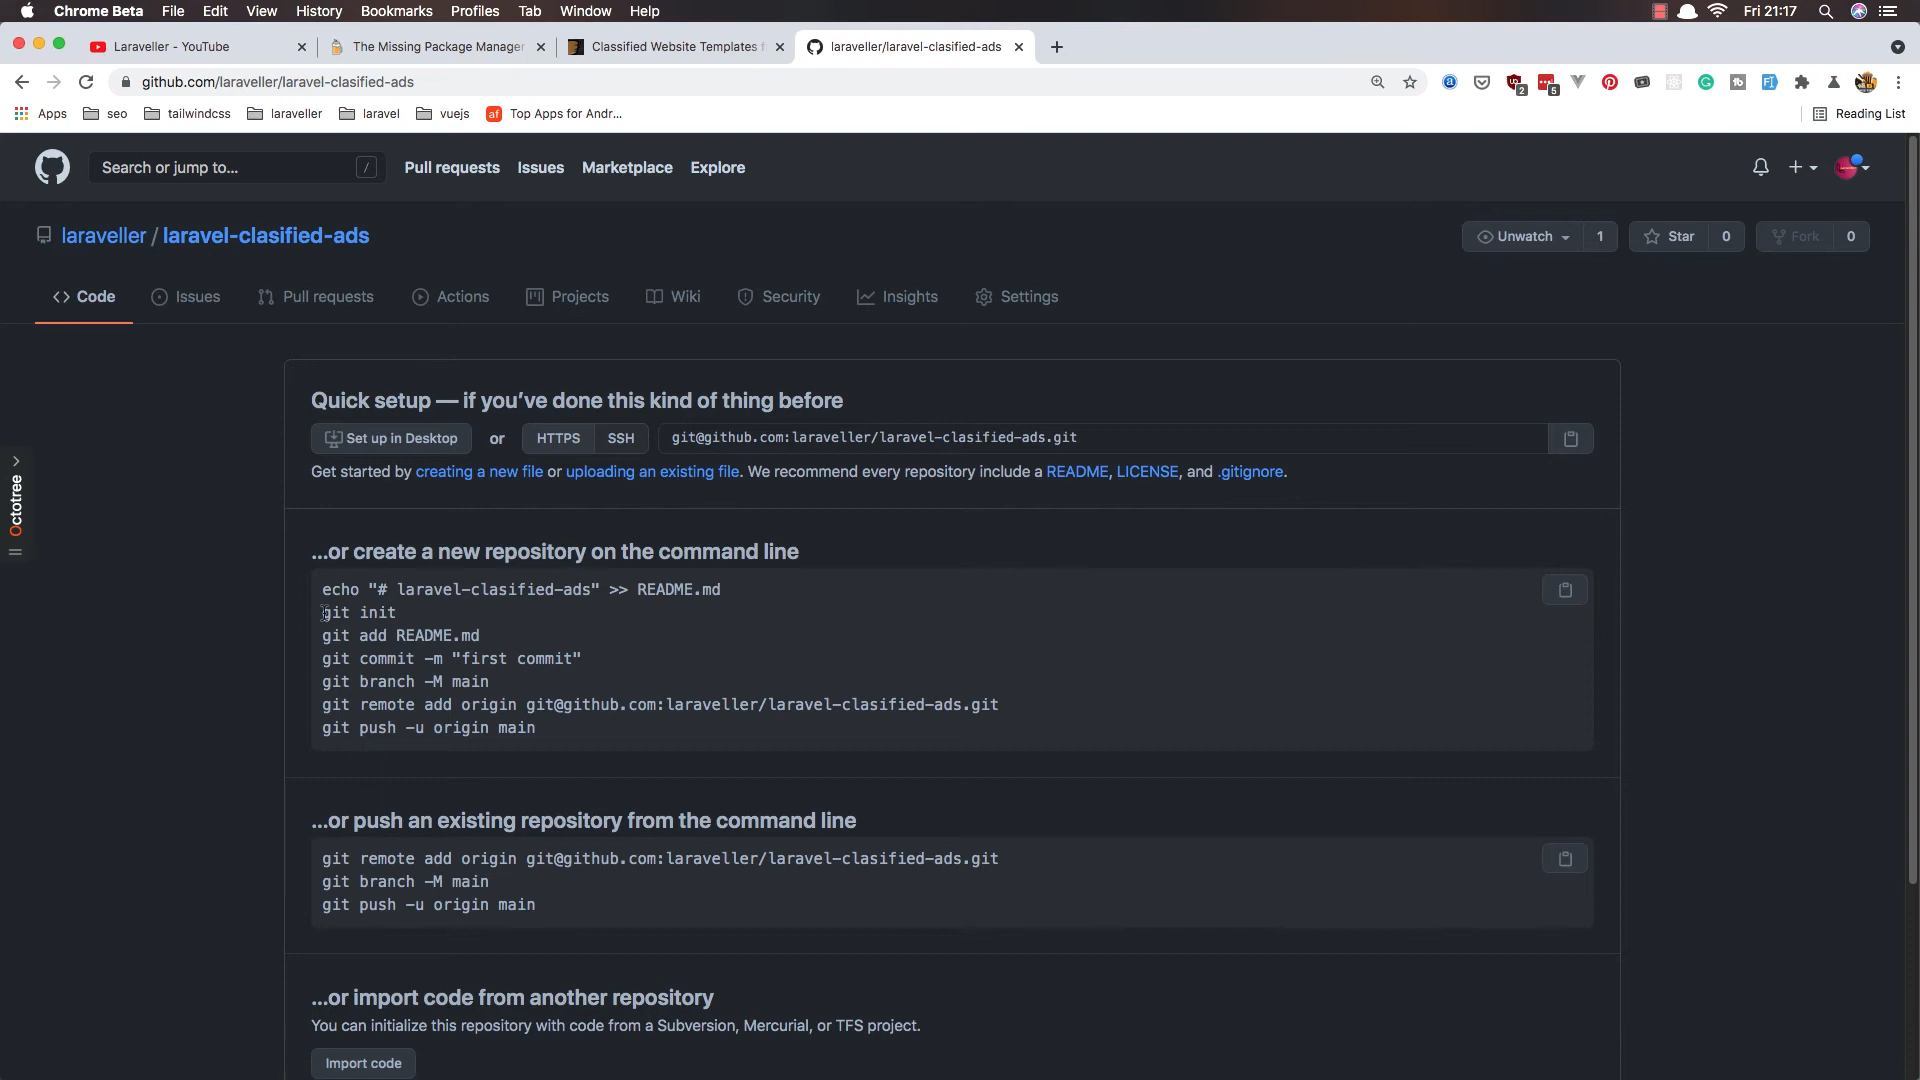 Chrome Beta File Edit View History Bookmarks Profiles Tab Window Help Fri 21:17
Laraveller - YouTube The Missing Package Manager Classified Website Templates laraveller/laravel-clasified-ads
github.com/laraveller/laravel-clasified-ads 2 5
Apps seo tailwindcss laraveller laravel vuejs af Top Apps for Andr... Reading List
Search or jump to... / Pull requests Issues Marketplace Explore
laraveller / laravel-clasified-ads Unwatch 1 Star 0 Fork 0
<> Code Issues Pull requests Actions Projects Wiki Security Insights Settings
Octotree
Quick setup — if you’ve done this kind of thing before
Set up in Desktop or HTTPS SSH git@github.com:laraveller/laravel-clasified-ads.git
Get started by creating a new file or uploading an existing file. We recommend every repository include a README, LICENSE, and .gitignore.
…or create a new repository on the command line
echo "# laravel-clasified-ads" >> README.md
git init
git add README.md
git commit -m "first commit"
git branch -M main
git remote add origin git@github.com:laraveller/laravel-clasified-ads.git
git push -u origin main
…or push an existing repository from the command line
git remote add origin git@github.com:laraveller/laravel-clasified-ads.git
git branch -M main
git push -u origin main
…or import code from another repository
You can initialize this repository with code from a Subversion, Mercurial, or TFS project.
Import code